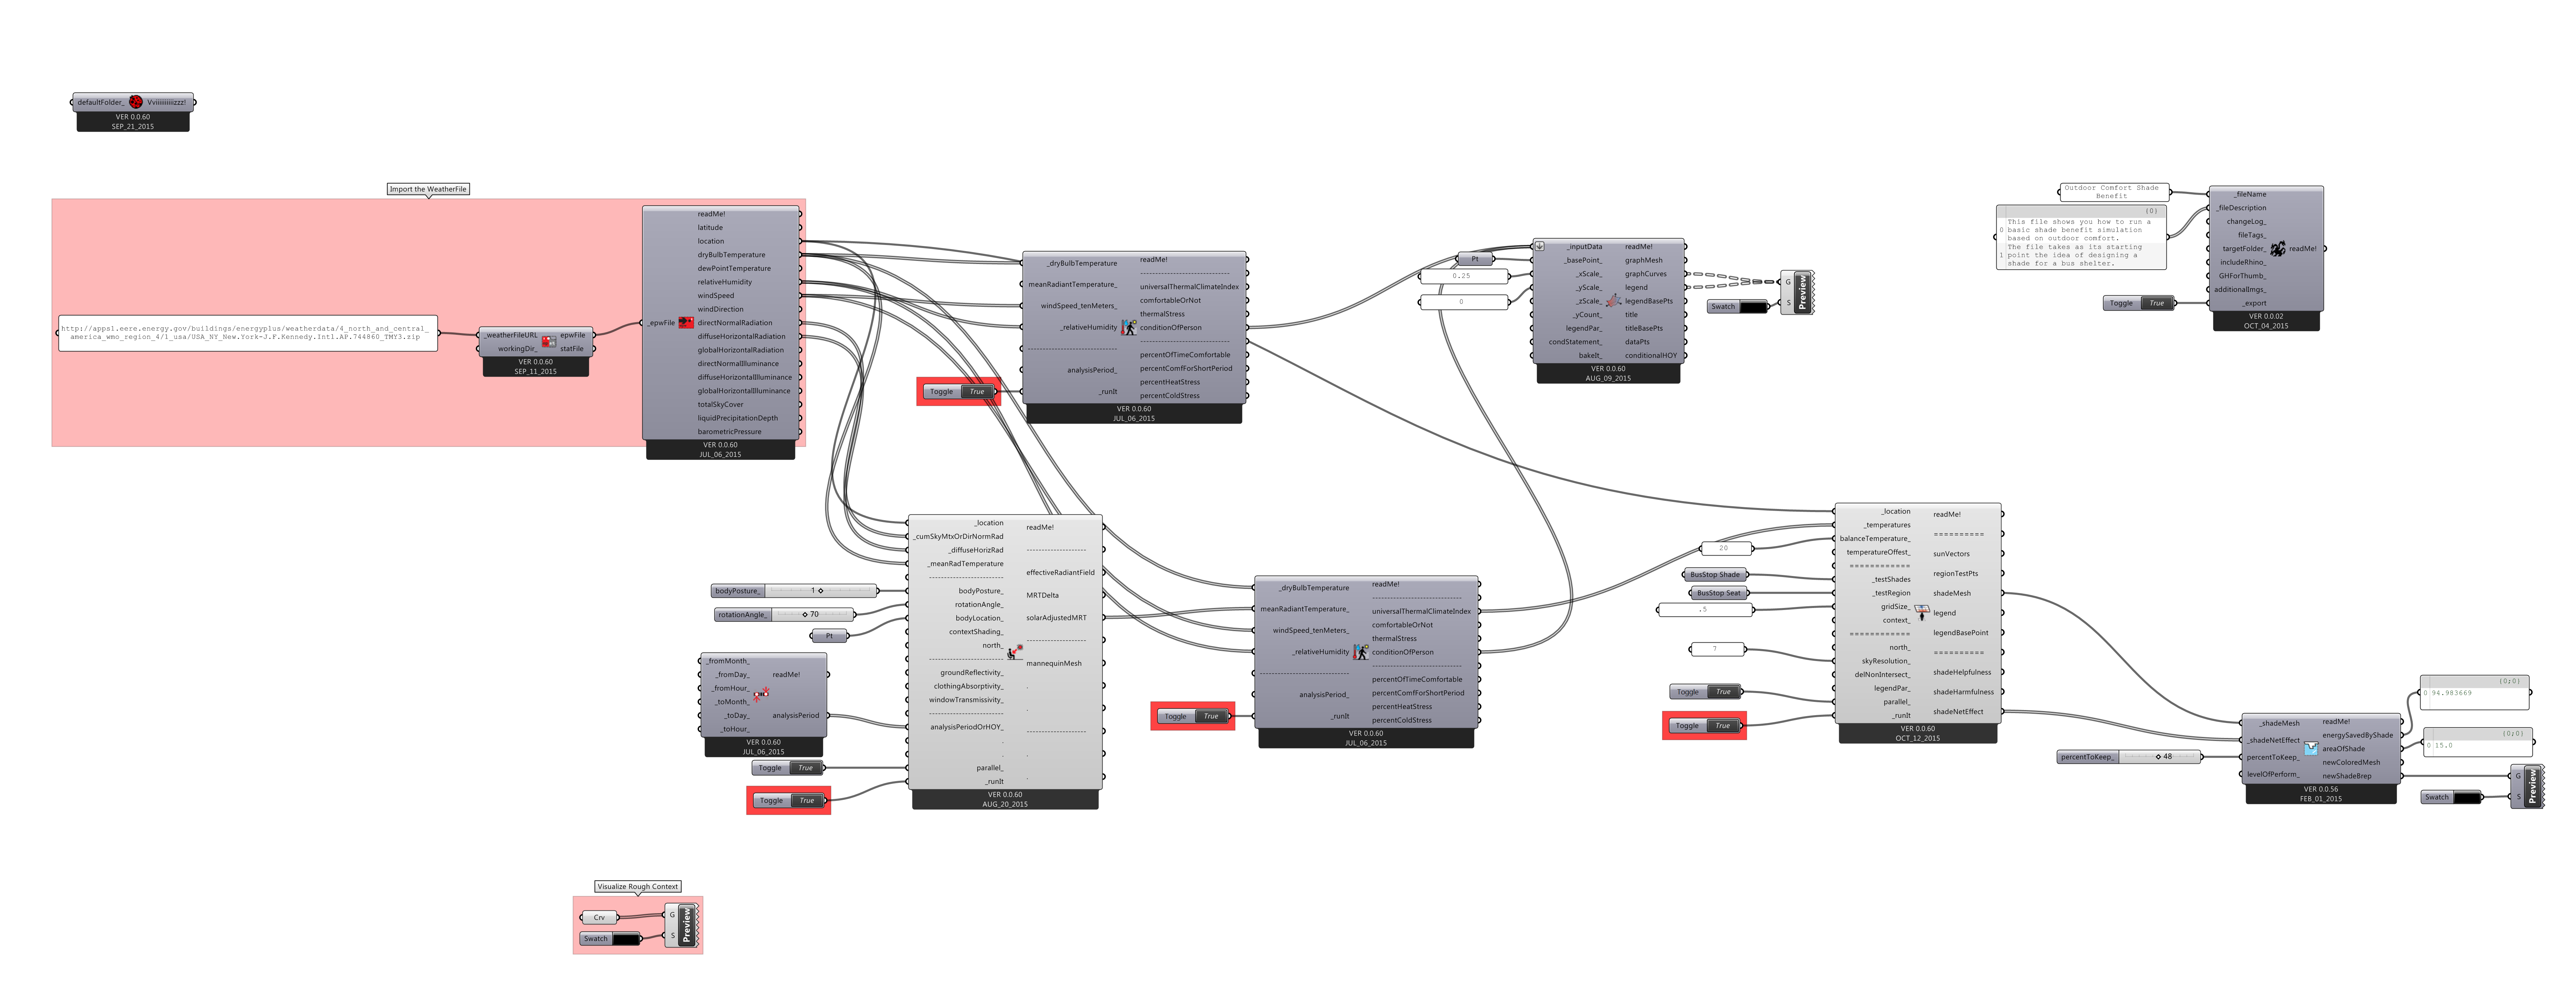 defaultFolder_ Vviiiiiiiiizzz!
VER 0.0.60
SEP_21_2015
Import the WeatherFile
http://apps1.eere.energy.gov/buildings/energyplus/weatherdata/4_north_and_central_
america_wmo_region_4/1_usa/USA_NY_New.York-J.F.Kennedy.Intl.AP.744860_TMY3.zip
_weatherFileURL epwFile
workingDir_ statFile
VER 0.0.60
SEP_11_2015
_epwFile
readMe!
latitude
location
dryBulbTemperature
dewPointTemperature
relativeHumidity
windSpeed
windDirection
directNormalRadiation
diffuseHorizontalRadiation
globalHorizontalRadiation
directNormalIlluminance
diffuseHorizontalIlluminance
globalHorizontalIlluminance
totalSkyCover
liquidPrecipitationDepth
barometricPressure
VER 0.0.60
JUL_06_2015
Toggle True
_dryBulbTemperature
meanRadiantTemperature_
windSpeed_tenMeters_
_relativeHumidity
------------------------------
analysisPeriod_
_runIt
readMe!
------------------------------
universalThermalClimateIndex
comfortableOrNot
thermalStress
conditionOfPerson
------------------------------
percentOfTimeComfortable
percentComfForShortPeriod
percentHeatStress
percentColdStress
VER 0.0.60
JUL_06_2015
Pt
0.25
0
_inputData
_basePoint_
_xScale_
_yScale_
_zScale_
_yCount_
legendPar_
condStatement_
bakeIt_
readMe!
graphMesh
graphCurves
legend
legendBasePts
title
titleBasePts
dataPts
conditionalHOY
VER 0.0.60
AUG_09_2015
Swatch
G
S
Preview
Outdoor Comfort Shade
Benefit
{0}
0 This file shows you how to run a
basic shade benefit simulation
based on outdoor comfort.
1 The file takes as its starting
point the idea of designing a
shade for a bus shelter.
Toggle True
_fileName
_fileDescription
changeLog_
fileTags_
targetFolder_
includeRhino_
GHForThumb_
additionalImgs_
_export
readMe!
VER 0.0.02
OCT_04_2015
bodyPosture_ 1
rotationAngle_ 70
Pt
_fromMonth_
_fromDay_
_fromHour_
_toMonth_
_toDay_
_toHour_
readMe!
analysisPeriod
VER 0.0.60
JUL_06_2015
Toggle True
Toggle True
_location
_cumSkyMtxOrDirNormRad
_diffuseHorizRad
_meanRadTemperature
-------------------------
bodyPosture_
rotationAngle_
bodyLocation_
contextShading_
north_
-------------------------
groundReflectivity_
clothingAbsorptivity_
windowTransmissivity_
-------------------------
analysisPeriodOrHOY_
.
.
parallel_
_runIt
readMe!
--------------------
effectiveRadiantField
MRTDelta
solarAdjustedMRT
--------------------
mannequinMesh
.
.
--------------------
.
.
VER 0.0.60
AUG_20_2015
Toggle True
_dryBulbTemperature
meanRadiantTemperature_
windSpeed_tenMeters_
_relativeHumidity
------------------------------
analysisPeriod_
_runIt
readMe!
------------------------------
universalThermalClimateIndex
comfortableOrNot
thermalStress
conditionOfPerson
------------------------------
percentOfTimeComfortable
percentComfForShortPeriod
percentHeatStress
percentColdStress
VER 0.0.60
JUL_06_2015
20
BusStop Shade
BusStop Seat
.5
7
Toggle True
Toggle True
_location
_temperatures
balanceTemperature_
temperatureOffest_
============
_testShades
_testRegion
gridSize_
context_
============
north_
skyResolution_
delNonIntersect_
legendPar_
parallel_
_runIt
readMe!
==========
sunVectors
regionTestPts
shadeMesh
legend
legendBasePoint
==========
shadeHelpfulness
shadeHarmfulness
shadeNetEffect
VER 0.0.60
OCT_12_2015
percentToKeep_ 48
_shadeMesh
_shadeNetEffect
percentToKeep_
levelOfPerform_
readMe!
energySavedByShade
areaOfShade
newColoredMesh
newShadeBrep
VER 0.0.56
FEB_01_2015
{0;0}
0 94.983669
{0;0}
0 15.0
Swatch
G
S
Preview
Visualize Rough Context
Crv
Swatch
G
S
Preview